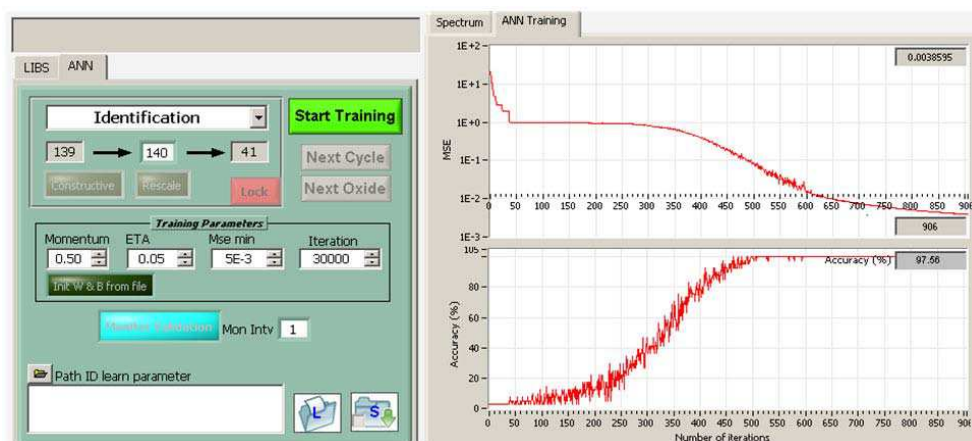 LIBS ANN
Identification
Start Training
139 140 41
Next Cycle
Constructive Rescale Lock
Next Oxide
Training Parameters
Momentum ETA Mse min Iteration
0.50 0.05 5E-3 30000
Init W & B from file
Monitor Validation Mon Intv 1
Path ID learn parameter
L S
Spectrum ANN Training
1E+2
0.0038595
1E+1
1E+0
MSE
1E-1
1E-2
0 50 100 150 200 250 300 350 400 450 500 550 600 650 700 750 800 850 900
906
1E-3
105
Accuracy (%) 97.56
80
60
Accuracy (%)
40
20
0
0 50 100 150 200 250 300 350 400 450 500 550 600 650 700 750 800 850 900
Number of iterations